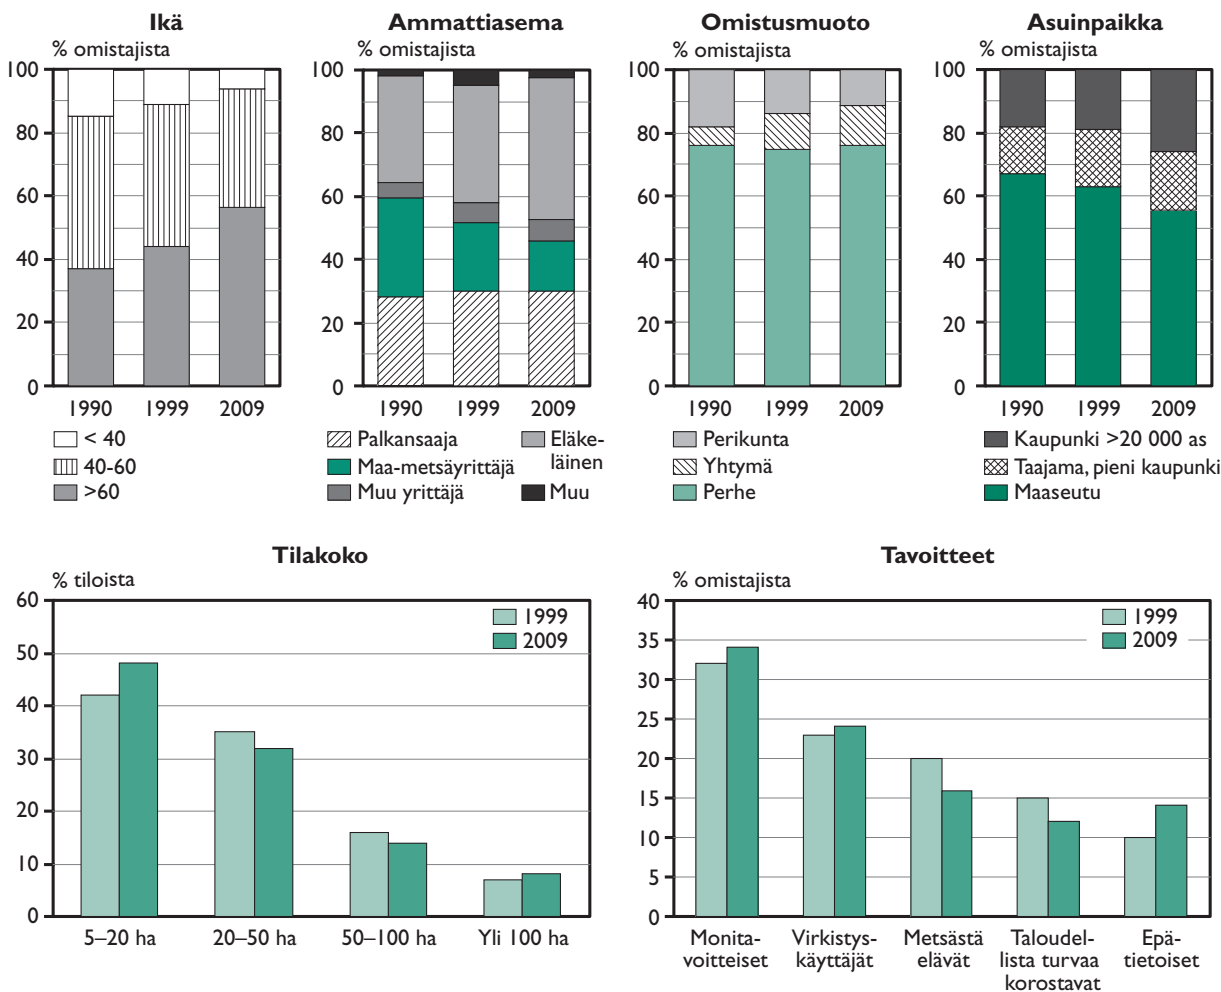 Ikä
% omistajista
100
80
60
40
20
0
1990 1999 2009
< 40
40-60
>60
Ammattiasema
% omistajista
100
80
60
40
20
0
1990 1999 2009
Palkansaaja
Maa-metsäyrittäjä
Muu yrittäjä
Eläke-
läinen
Muu
Omistusmuoto
% omistajista
100
80
60
40
20
0
1990 1999 2009
Perikunta
Yhtymä
Perhe
Asuinpaikka
% omistajista
100
80
60
40
20
0
1990 1999 2009
Kaupunki >20 000 as
Taajama, pieni kaupunki
Maaseutu
Tilakoko
% tiloista
60
50
40
30
20
10
0
1999
2009
5–20 ha 20–50 ha 50–100 ha Yli 100 ha
Tavoitteet
% omistajista
40
35
30
25
20
15
10
5
0
1999
2009
Monita-
voitteiset
Virkistys-
käyttäjät
Metsästä
elävät
Taloudel-
lista turvaa
korostavat
Epä-
tietoiset